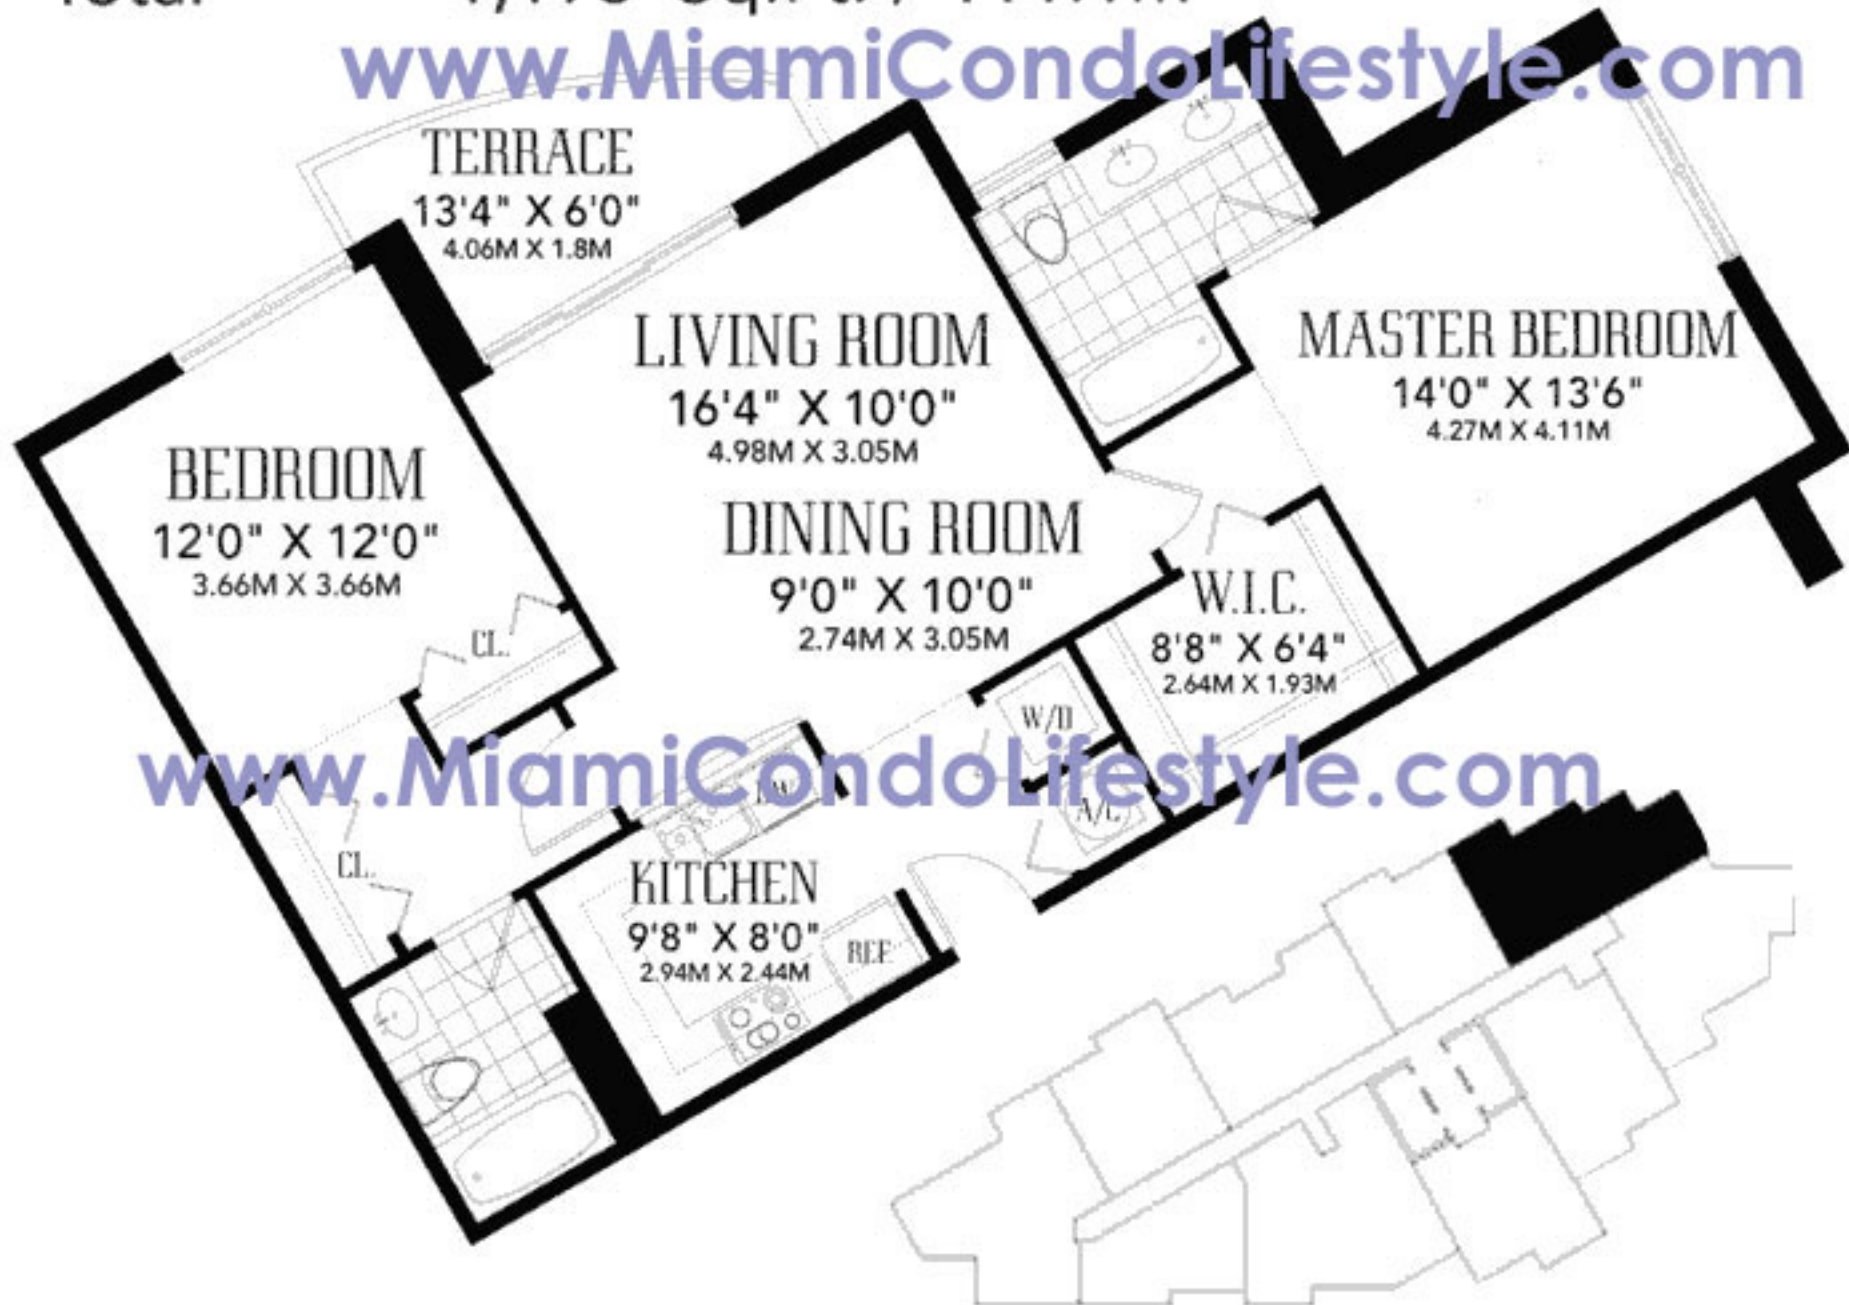 www.MiamiCondoLifestyle.com
TERRACE
13'4" X 6'0"
4.06M X 1.8M
LIVING ROOM
16'4" X 10'0"
4.98M X 3.05M
MASTER BEDROOM
14'0" X 13'6"
4.27M X 4.11M
BEDROOM
12'0" X 12'0"
3.66M X 3.66M
DINING ROOM
9'0" X 10'0"
2.74M X 3.05M
W.I.C.
8'8" X 6'4"
2.64M X 1.93M
CL.
W/D
www.MiamiCondoLifestyle.com
A/C
CL.
KITCHEN
9'8" X 8'0"
2.94M X 2.44M
REF.